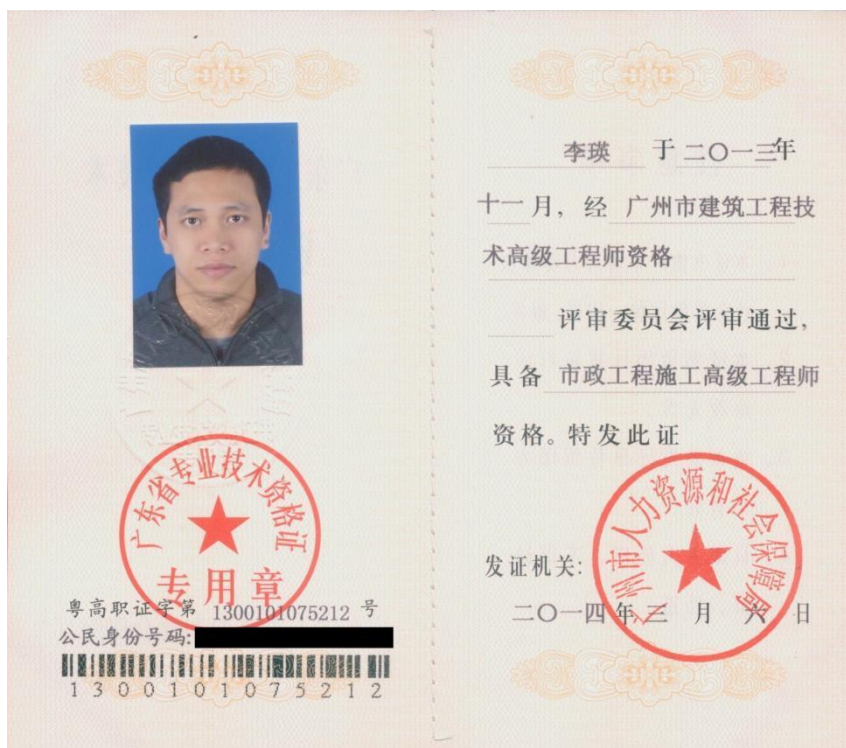 广东省专业技术资格证
专用章
粤高职证字第 1300101075212 号
公民身份号码:
1300101075212
李瑛 于二〇一三年
十一月，经 广州市建筑工程技
术高级工程师资格
评审委员会评审通过,
具备 市政工程施工高级工程师
资格。特发此证
广州市人力资源和社会保障局
发证机关:
二〇一四年 三 月 六 日